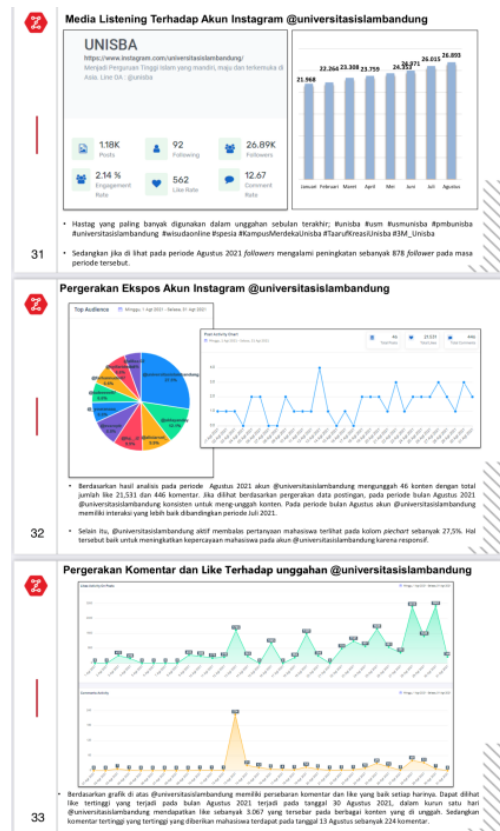 Media Listening Terhadap Akun Instagram @universitasislambandung
UNISBA
https://www.instagram.com/universitasislambandung/
Menjadi Perguruan Tinggi Islam yang mandiri, maju dan terkemuka di
Asia. Line OA : @unisba
1.18K
Posts
92
Following
26.89K
Followers
2.14 %
Engagement
Rate
562
Like Rate
12.67
Comment
Rate
21.968
22.264
23.308
23.759
26.015
26.893
Januari Februari Maret April Mei Juni Juli Agustus
• Hastag yang paling banyak digunakan dalam unggahan sebulan terakhir; #unisba #usm #usmunisba #pmbunisba
#universitasislambandung #wisudaonline #spesia #KampusMerdekaUnisba #TaarufKreasiUnisba #3M_Unisba
• Sedangkan jika di lihat pada periode Agustus 2021 followers mengalami peningkatan sebanyak 878 follower pada masa
periode tersebut.
31
Pergerakan Ekspos Akun Instagram @universitasislambandung
Top Audience
Minggu, 1 Agt 2021 - Selasa, 31 Agt 2021
Post Activity Chart
• Berdasarkan hasil analisis pada periode Agustus 2021 akun @universitasislambandung mengunggah 46 konten dengan total
jumlah like 21,531 dan 446 komentar. Jika dilihat berdasarkan pergerakan data postingan, pada periode bulan Agustus 2021
@universitasislambandung konsisten untuk meng-unggah konten. Pada periode bulan Agustus akun @universitasislambandung
memiliki interaksi yang lebih baik dibandingkan periode Juli 2021.
• Selain itu, @universitasislambandung aktif membalas pertanyaan mahasiswa terlihat pada kolom piechart sebanyak 27,5%. Hal
tersebut baik untuk meningkatkan kepercayaan mahasiswa pada akun @universitasislambandung karena responsif.
32
Pergerakan Komentar dan Like Terhadap unggahan @universitasislambandung
• Berdasarkan grafik di atas @universitasislambandung memiliki persebaran komentar dan like yang baik setiap harinya. Dapat dilihat
like tertinggi yang terjadi pada bulan Agustus 2021 terjadi pada tanggal 30 Agustus 2021, dalam kurun satu hari
@universitasislambandung mendapatkan like sebanyak 3.067 yang tersebar pada berbagai konten yang di unggah. Sedangkan
komentar tertinggi yang tertinggi yang diberikan mahasiswa terdapat pada tanggal 13 Agustus sebanyak 224 komentar.
33